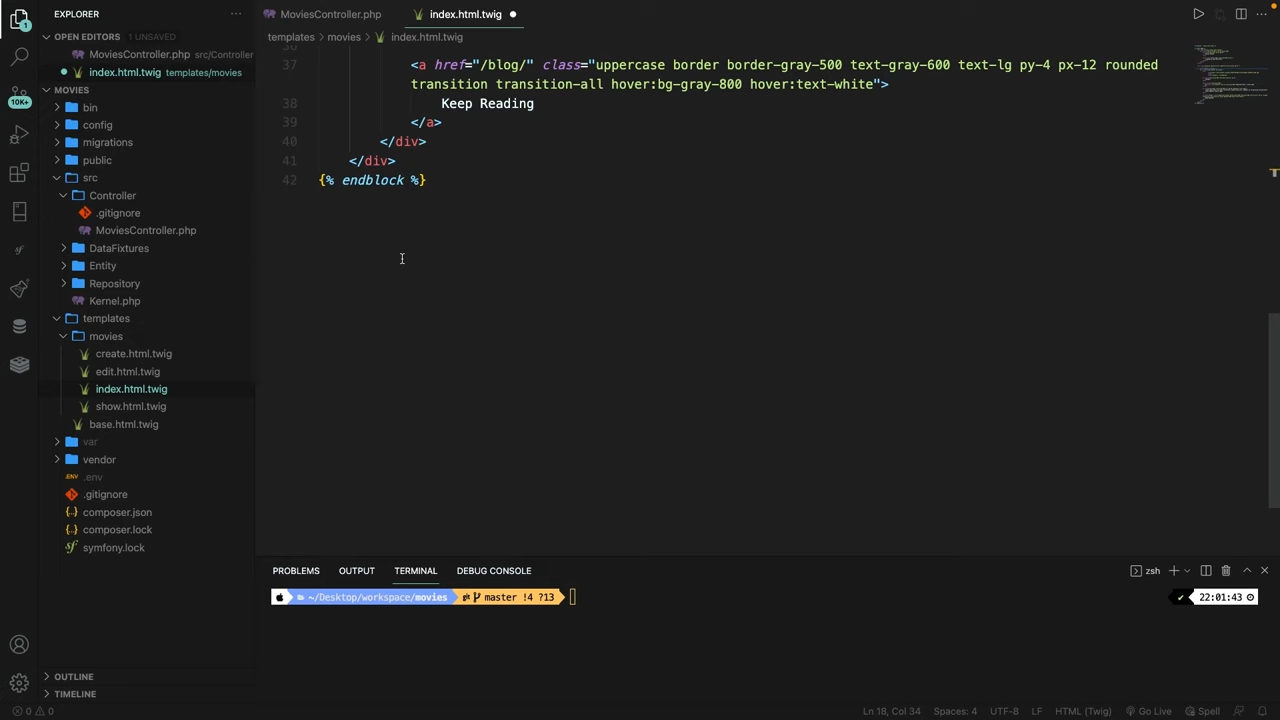 EXPLORER
OPEN EDITORS 1 UNSAVED
MoviesController.php src/Controller
index.html.twig templates/movies
MOVIES
bin
config
migrations
public
src
Controller
.gitignore
MoviesController.php
DataFixtures
Entity
Repository
Kernel.php
templates
movies
create.html.twig
edit.html.twig
index.html.twig
show.html.twig
base.html.twig
var
vendor
.env
.gitignore
composer.json
composer.lock
symfony.lock
OUTLINE
TIMELINE
1
10K+
MoviesController.php index.html.twig
templates > movies > index.html.twig
37 <a href="/blog/" class="uppercase border border-gray-500 text-gray-600 text-lg py-4 px-12 rounded
transition transition-all hover:bg-gray-800 hover:text-white">
38 Keep Reading
39 </a>
40 </div>
41 </div>
42 {% endblock %}
PROBLEMS OUTPUT TERMINAL DEBUG CONSOLE zsh
~/Desktop/workspace/movies master !4 ?13 22:01:43
0 0 Ln 18, Col 34 Spaces: 4 UTF-8 LF HTML (Twig) Go Live Spell